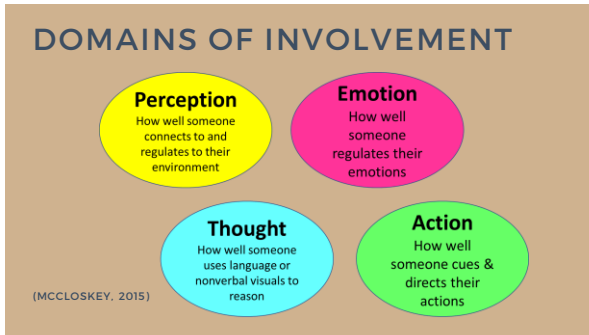 DOMAINS OF INVOLVEMENT
Perception
How well someone
connects to and
regulates to their
environment
Emotion
How well
someone
regulates their
emotions
Thought
How well someone
uses language or
nonverbal visuals to
reason
Action
How well
someone cues &
directs their
actions
(MCCLOSKEY, 2015)